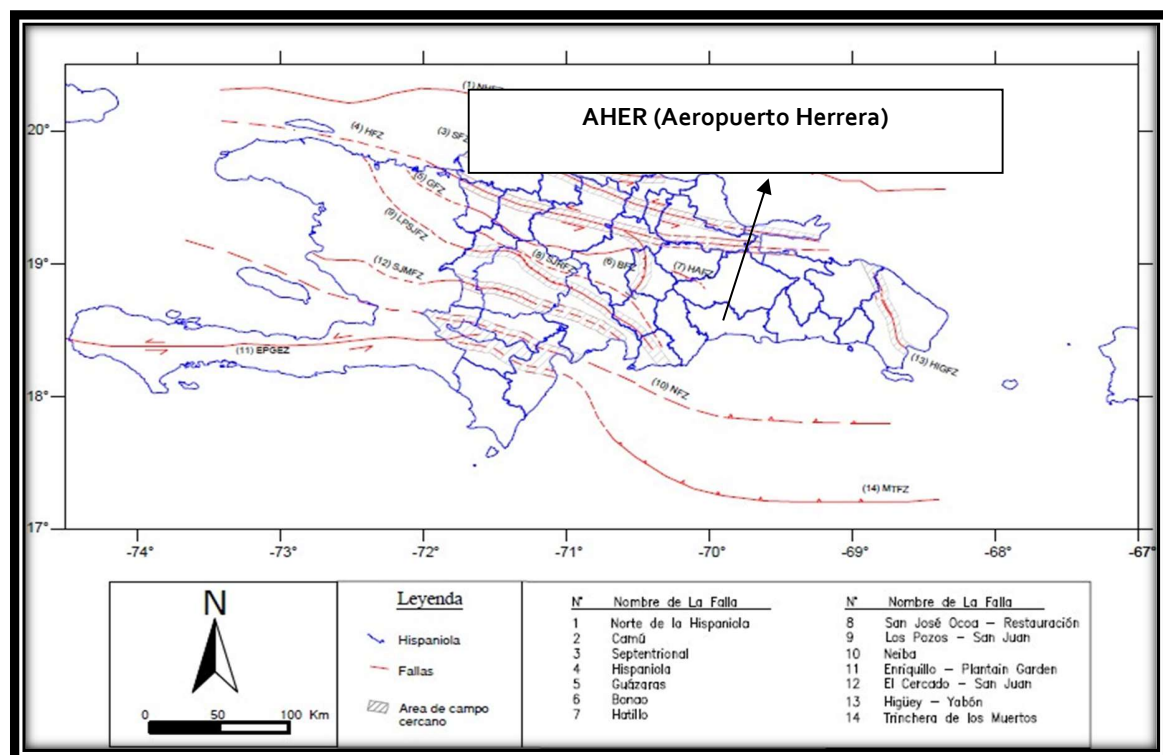 AHER (Aeropuerto Herrera)
(3) SFZ
(4) HFZ
(5) GFZ
(9) LPSJFZ
(12) SJMFZ
(8) SJRFZ
(6) BFZ
(7) HAFZ
(13) HIGFZ
(11) EPGEZ
(10) NFZ
(14) MTFZ
20°
19°
18°
17°
-74° -73° -72° -71° -70° -69° -68° -67°
N
0 50 100 Km
Leyenda
Hispaniola
Fallas
Area de campo
cercano
N° Nombre de La Falla
1 Norte de la Hispaniola
2 Camú
3 Septentrional
4 Hispaniola
5 Guázaras
6 Bonao
7 Hatillo
N° Nombre de La Falla
8 San José Ocoa – Restauración
9 Los Pozos – San Juan
10 Neiba
11 Enriquillo – Plantain Garden
12 El Cercado – San Juan
13 Higüey – Yabón
14 Trinchera de los Muertos